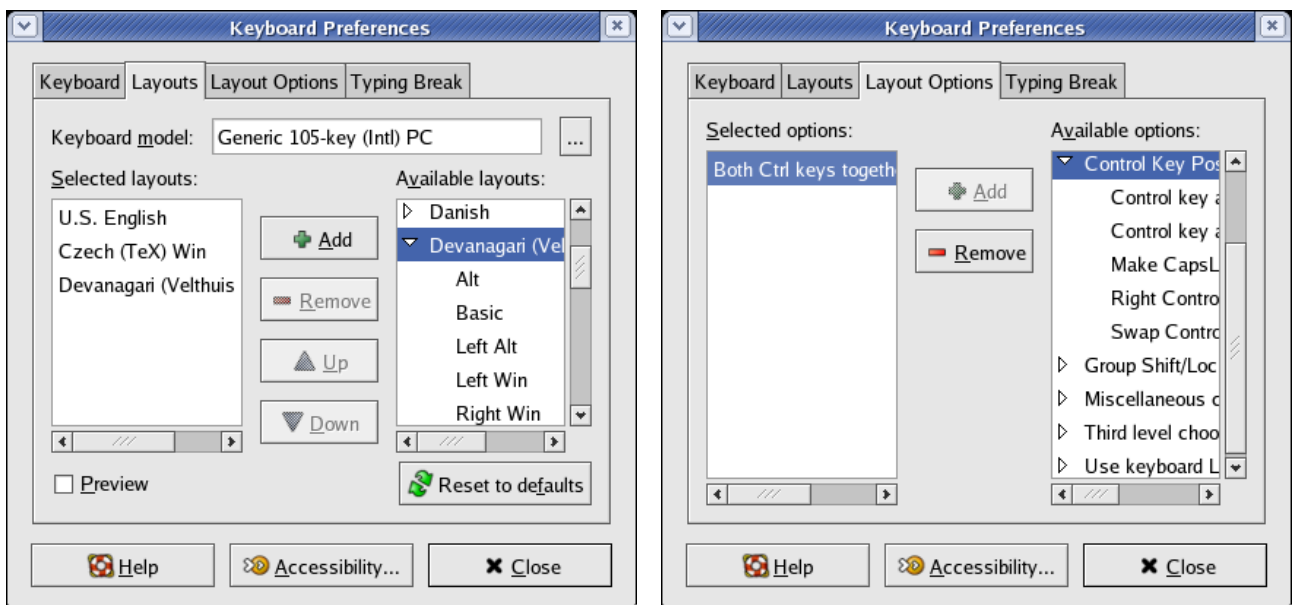 Keyboard Preferences
Keyboard Layouts Layout Options Typing Break
Keyboard model: Generic 105-key (Intl) PC ...
Selected layouts:
U.S. English
Czech (TeX) Win
Devanagari (Velthuis
Add
Remove
Up
Down
Available layouts:
Danish
Devanagari (Vel
Alt
Basic
Left Alt
Left Win
Right Win
Preview
Reset to defaults
Help Accessibility... Close
Keyboard Preferences
Keyboard Layouts Layout Options Typing Break
Selected options:
Both Ctrl keys togeth
Add
Remove
Available options:
Control Key Pos
Control key a
Control key a
Make CapsL
Right Contro
Swap Contro
Group Shift/Loc
Miscellaneous c
Third level choo
Use keyboard L
Help Accessibility... Close